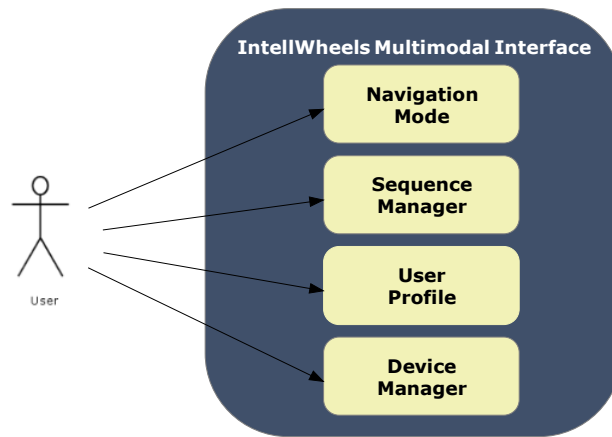 IntellWheels Multimodal Interface
Navigation
Mode
Sequence
Manager
User
Profile
Device
Manager
User